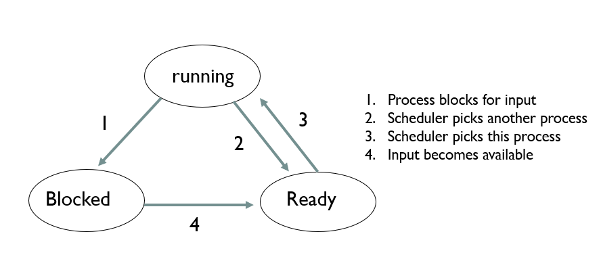 running
1
2
3
Blocked
Ready
4
1. Process blocks for input
2. Scheduler picks another process
3. Scheduler picks this process
4. Input becomes available